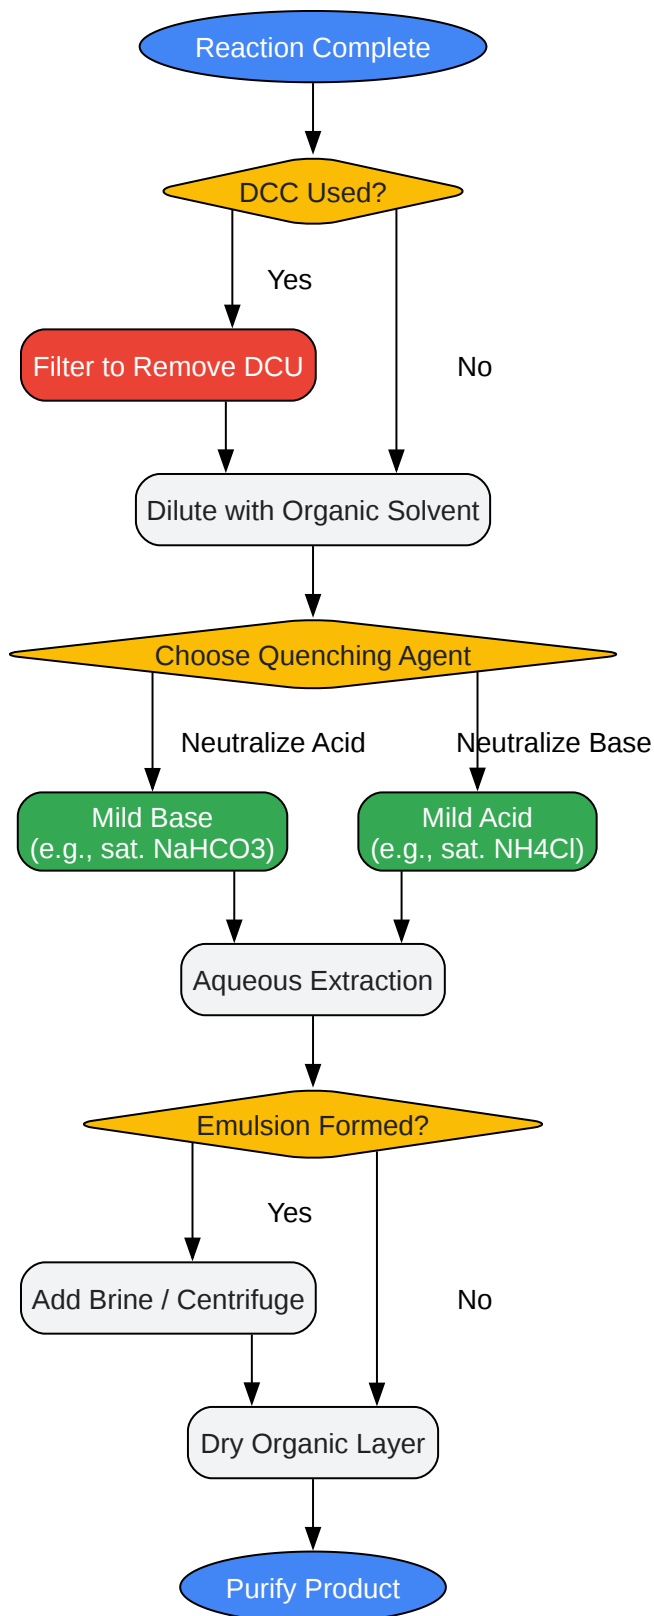 Reaction Complete
DCC Used?
Yes
Filter to Remove DCU
No
Dilute with Organic Solvent
Choose Quenching Agent
Neutralize Acid
Neutralize Base
Mild Base
(e.g., sat. NaHCO3)
Mild Acid
(e.g., sat. NH4Cl)
Aqueous Extraction
Emulsion Formed?
Yes
Add Brine / Centrifuge
No
Dry Organic Layer
Purify Product